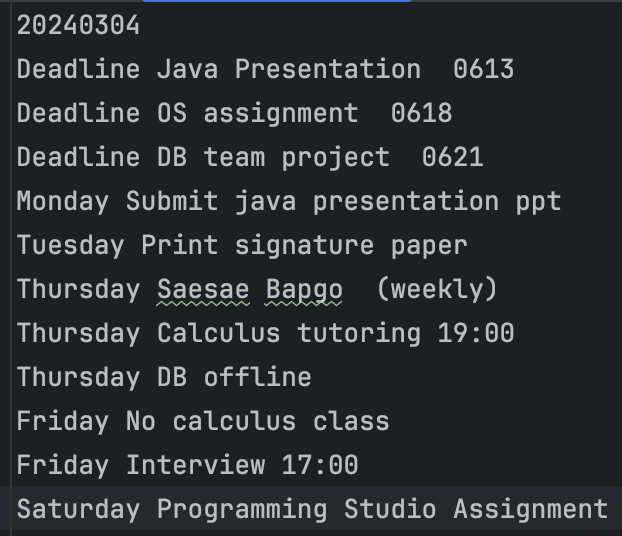 20240304
Deadline Java Presentation  0613
Deadline OS assignment  0618
Deadline DB team project  0621
Monday Submit java presentation ppt
Tuesday Print signature paper
Thursday Saesae Bapgo  (weekly)
Thursday Calculus tutoring 19:00
Thursday DB offline
Friday No calculus class
Friday Interview 17:00
Saturday Programming Studio Assignment